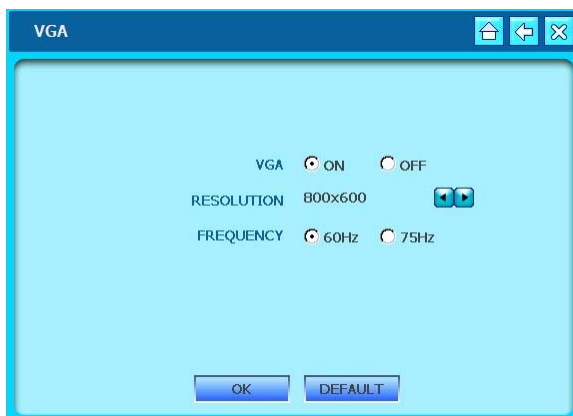 VGA
VGA ON OFF
RESOLUTION 800x600
FREQUENCY 60Hz 75Hz
OK DEFAULT